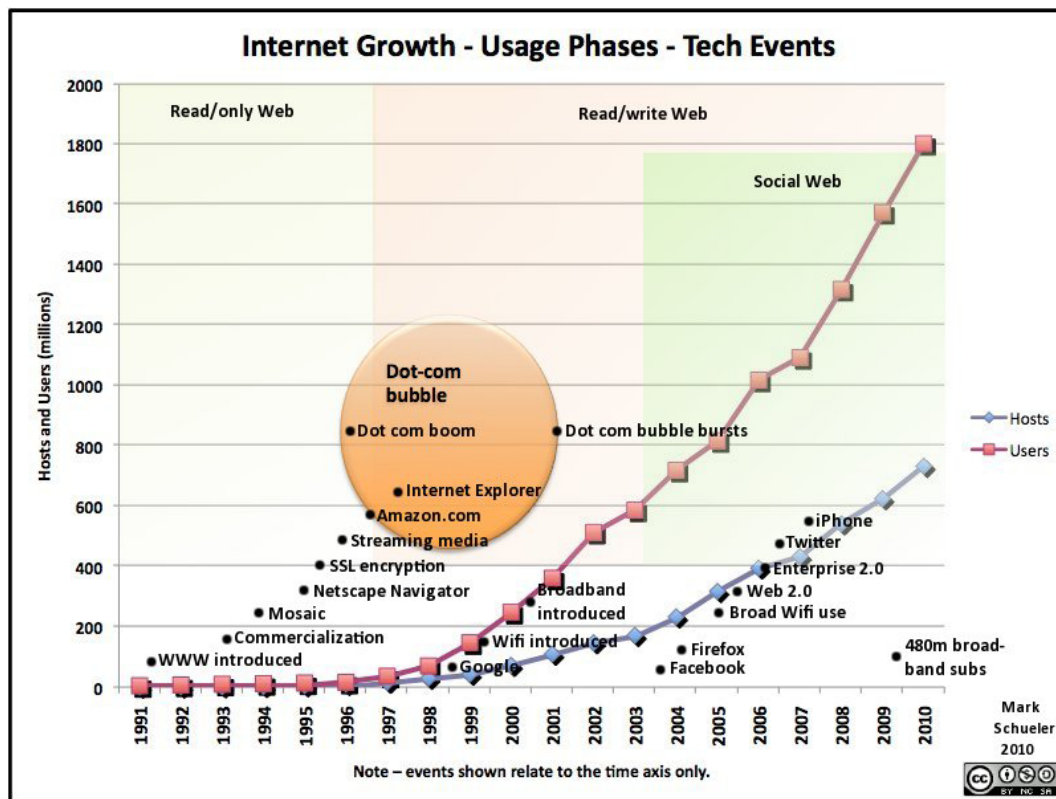 Internet Growth - Usage Phases - Tech Events
Hosts and Users (millions)
2000
1800
1600
1400
1200
1000
800
600
400
200
0
Read/only Web
Read/write Web
Social Web
Dot-com
bubble
Dot com boom
Dot com bubble bursts
Internet Explorer
Amazon.com
Streaming media
SSL encryption
Netscape Navigator
Mosaic
Commercialization
WWW introduced
Broadband
introduced
Wifi introduced
Google
iPhone
Twitter
Enterprise 2.0
Web 2.0
Broad Wifi use
Firefox
Facebook
480m broad-
band subs
Hosts
Users
1991
1992
1993
1994
1995
1996
1997
1998
1999
2000
2001
2002
2003
2004
2005
2006
2007
2008
2009
2010
Note – events shown relate to the time axis only.
Mark
Schueler
2010
cc
BY NC SA